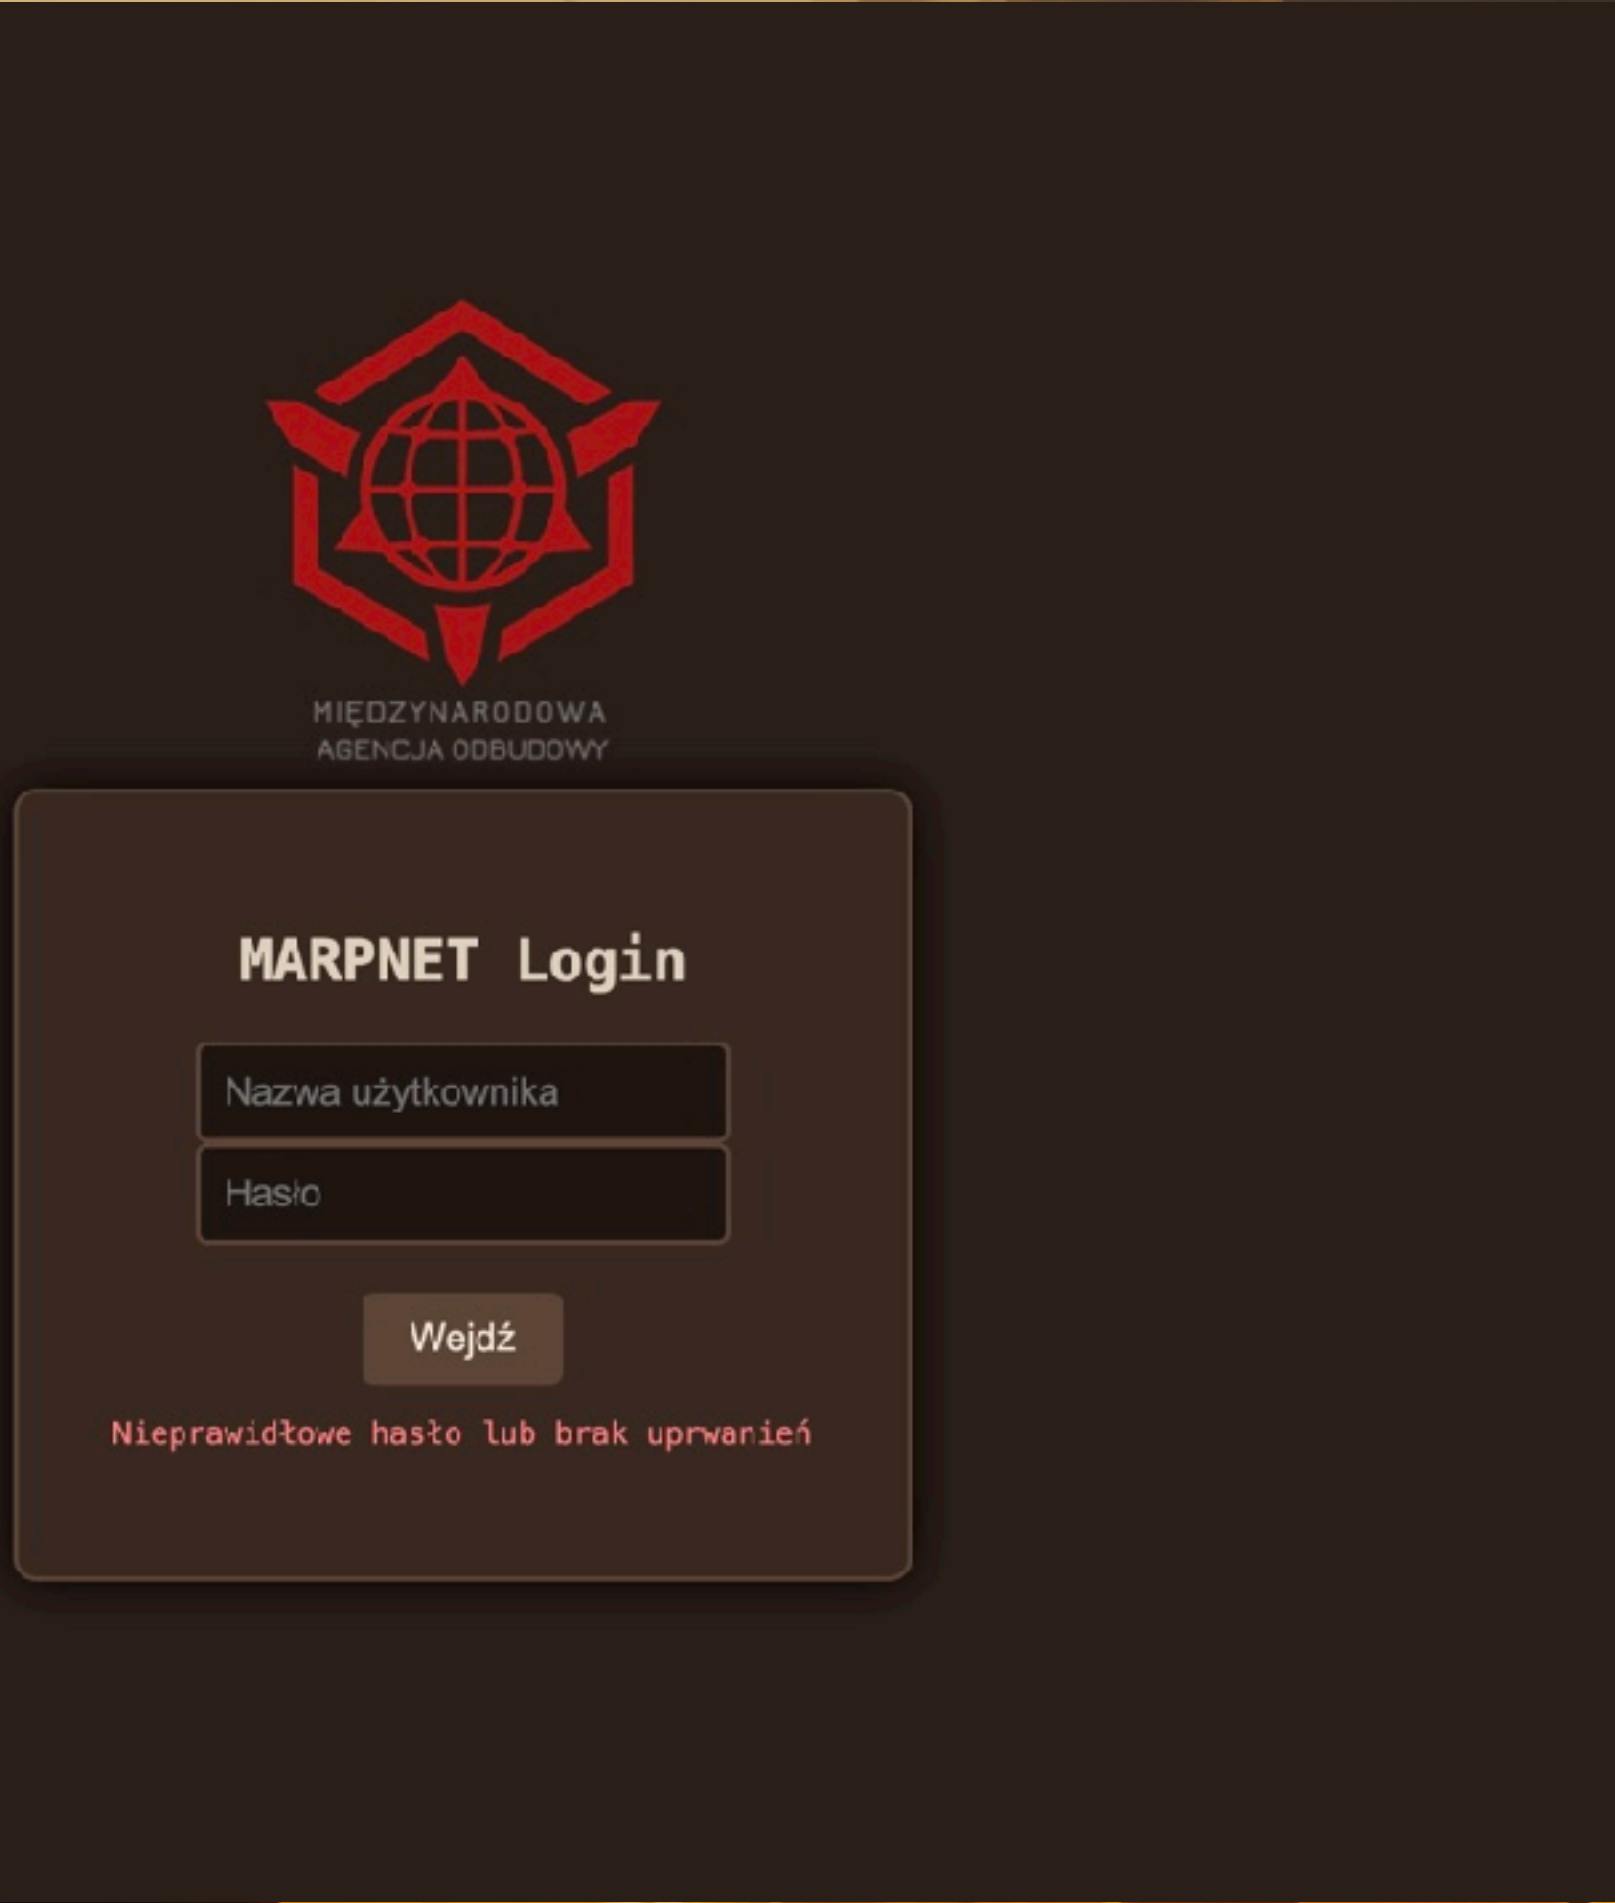 MIĘDZYNARODOWA
AGENCJA ODBUDOWY
MARPNET Login
Nazwa użytkownika
Hasło
Wejdź
Nieprawidłowe hasło lub brak uprwanień